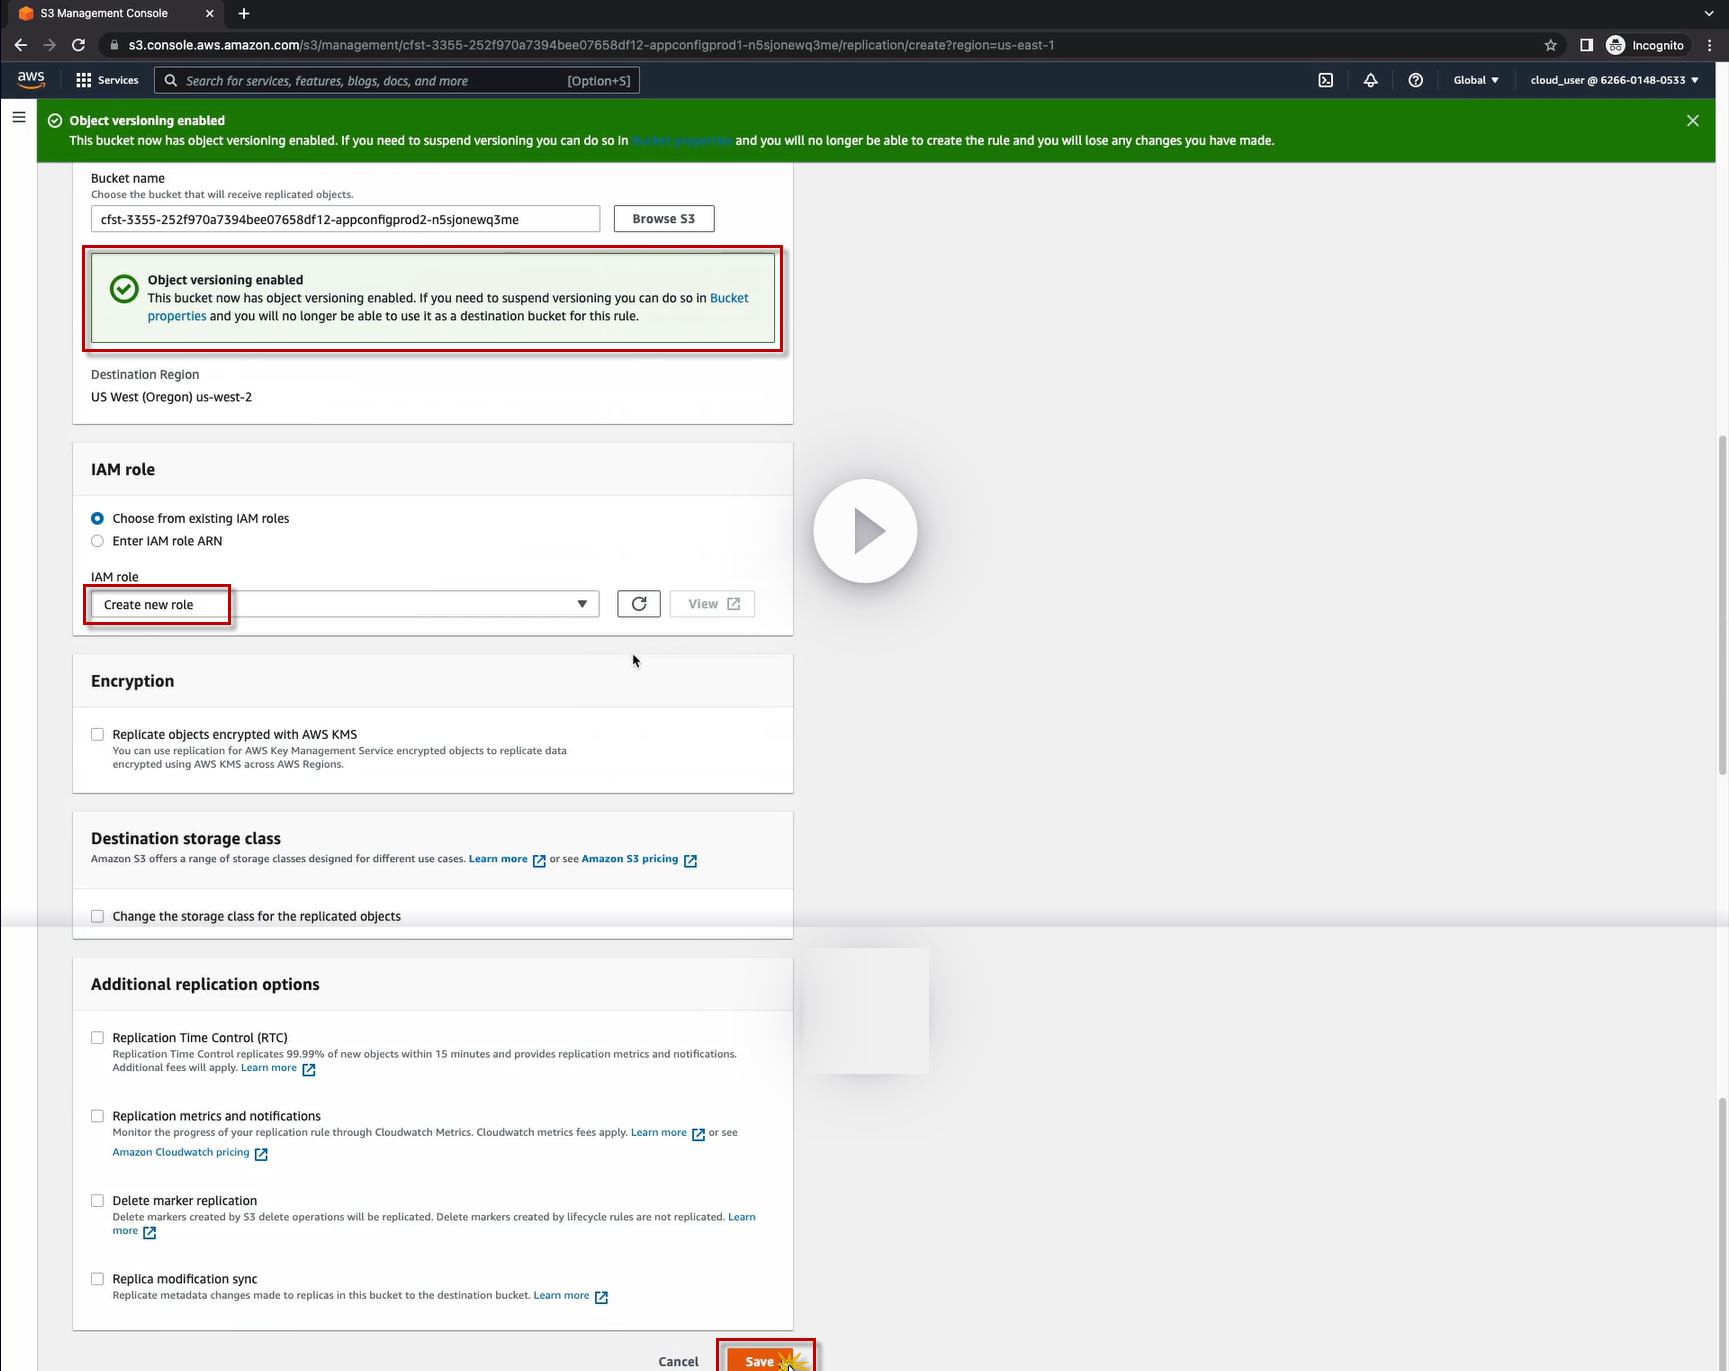 S3 Management Console
s3.console.aws.amazon.com/s3/management/cfst-3355-252f970a7394bee07658df12-appconfigprod1-n5sjonewq3me/replication/create?region=us-east-1
Incognito
aws
Services
Search for services, features, blogs, docs, and more
[Option+S]
Global
cloud_user @ 6266-0148-0533
Object versioning enabled
This bucket now has object versioning enabled. If you need to suspend versioning you can do so in Bucket properties and you will no longer be able to create the rule and you will lose any changes you have made.
Bucket name
Choose the bucket that will receive replicated objects.
cfst-3355-252f970a7394bee07658df12-appconfigprod2-n5sjonewq3me
Browse S3
Object versioning enabled
This bucket now has object versioning enabled. If you need to suspend versioning you can do so in Bucket
properties and you will no longer be able to use it as a destination bucket for this rule.
Destination Region
US West (Oregon) us-west-2
IAM role
Choose from existing IAM roles
Enter IAM role ARN
IAM role
Create new role
View
Encryption
Replicate objects encrypted with AWS KMS
You can use replication for AWS Key Management Service encrypted objects to replicate data
encrypted using AWS KMS across AWS Regions.
Destination storage class
Amazon S3 offers a range of storage classes designed for different use cases. Learn more or see Amazon S3 pricing
Change the storage class for the replicated objects
Additional replication options
Replication Time Control (RTC)
Replication Time Control replicates 99.99% of new objects within 15 minutes and provides replication metrics and notifications.
Additional fees will apply. Learn more
Replication metrics and notifications
Monitor the progress of your replication rule through Cloudwatch Metrics. Cloudwatch metrics fees apply. Learn more or see
Amazon Cloudwatch pricing
Delete marker replication
Delete markers created by S3 delete operations will be replicated. Delete markers created by lifecycle rules are not replicated. Learn
more
Replica modification sync
Replicate metadata changes made to replicas in this bucket to the destination bucket. Learn more
Cancel
Save